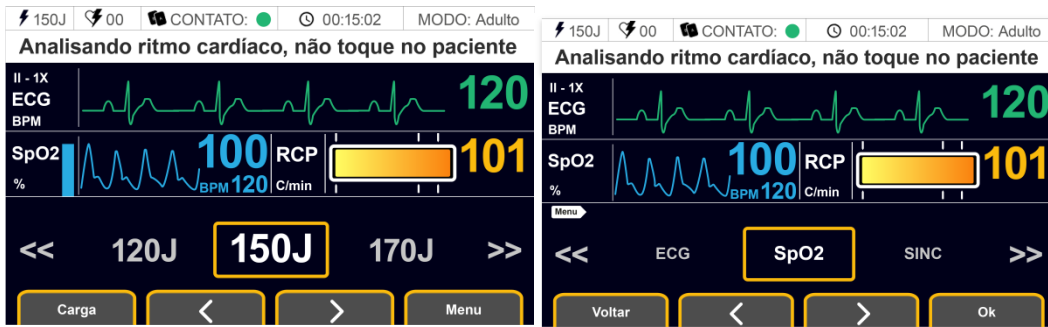 150J 00 CONTATO: 00:15:02 MODO: Adulto
Analisando ritmo cardíaco, não toque no paciente
II - 1X
ECG
BPM
120
SpO2
%
100
BPM 120
RCP
C/min
101
<< 120J 150J 170J >>
Carga < > Menu
150J 00 CONTATO: 00:15:02 MODO: Adulto
Analisando ritmo cardíaco, não toque no paciente
II - 1X
ECG
BPM
120
SpO2
%
100
BPM 120
RCP
C/min
101
Menu
<< ECG SpO2 SINC >>
Voltar < > Ok